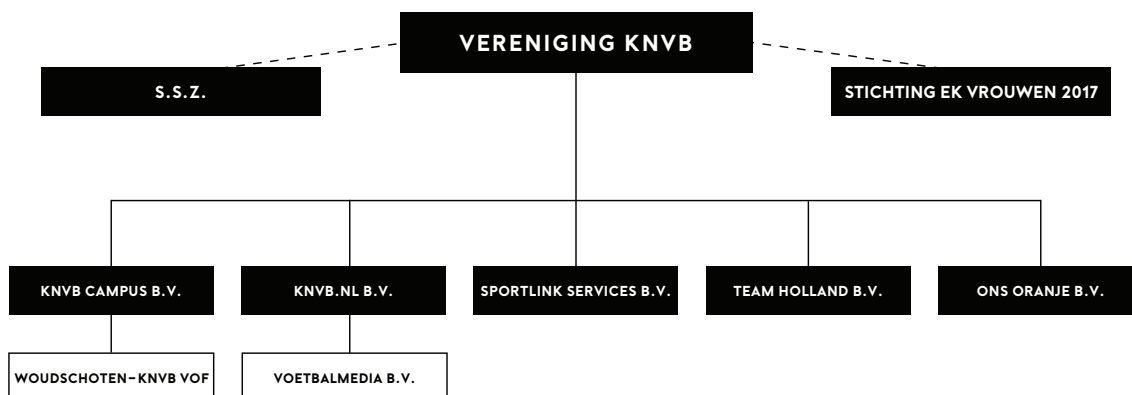 VERENIGING KNVB
S.S.Z.
STICHTING EK VROUWEN 2017
KNVB CAMPUS B.V.
KNVB.NL B.V.
SPORTLINK SERVICES B.V.
TEAM HOLLAND B.V.
ONS ORANJE B.V.
WOUDSCHOTEN-KNVB VOF
VOETBALMEDIA B.V.